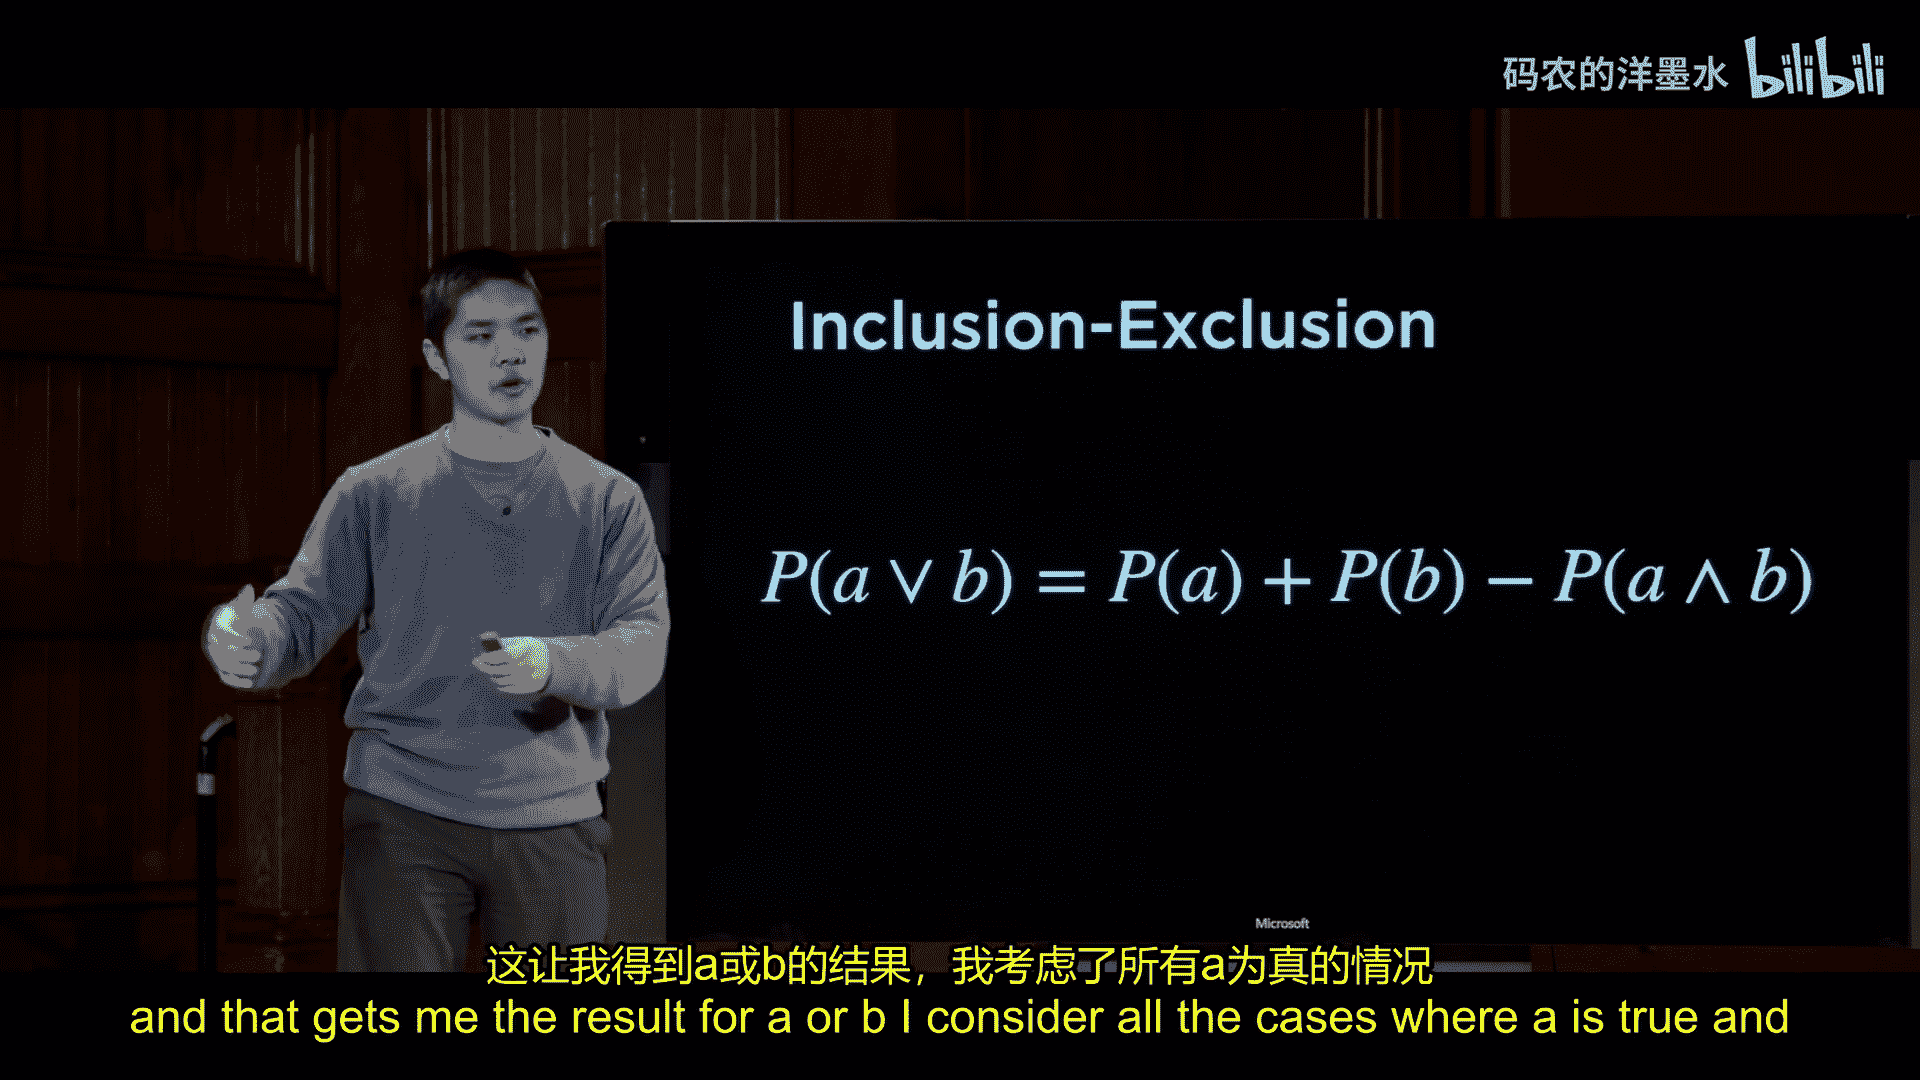 码农的洋墨水 bilibili
Inclusion-Exclusion
P(a ∨ b) = P(a) + P(b) − P(a ∧ b)
Microsoft
这让我得到a或b的结果，我考虑了所有a为真的情况
and that gets me the result for a or b I consider all the cases where a is true and